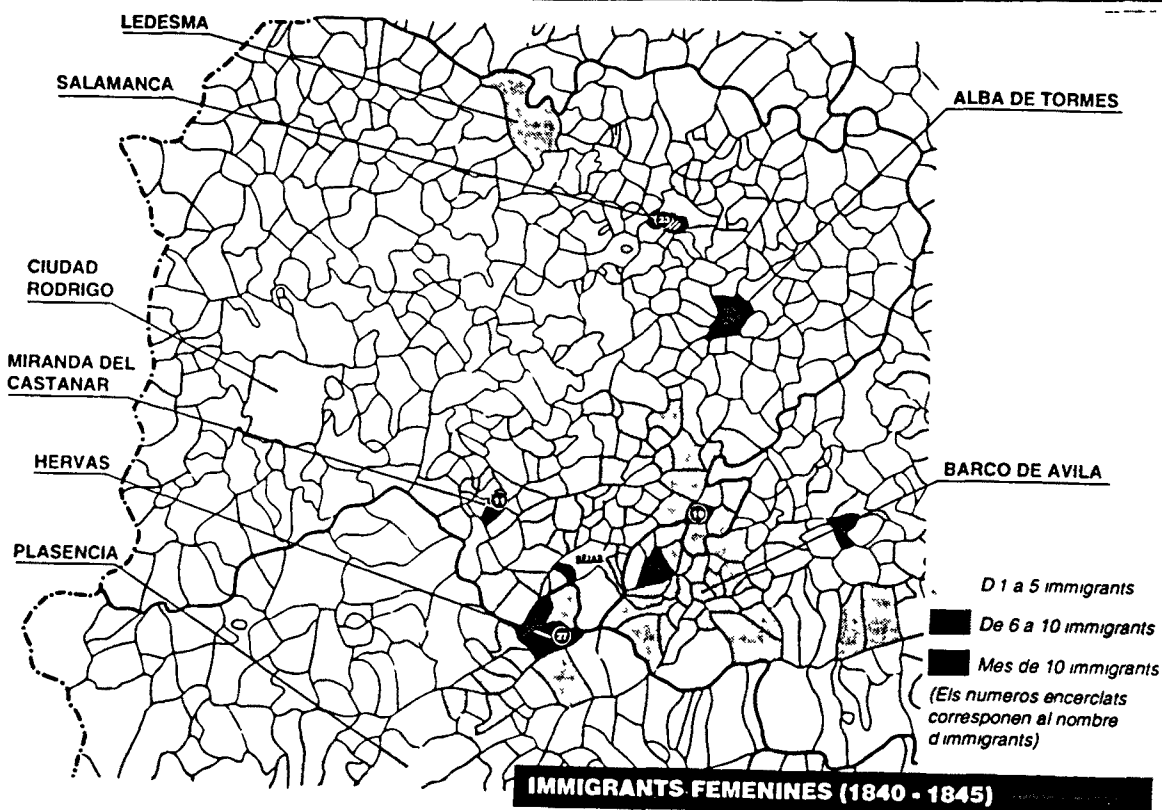 LEDESMA
SALAMANCA
ALBA DE TORMES
CIUDAD
RODRIGO
MIRANDA DEL
CASTANAR
HERVAS
BARCO DE AVILA
PLASENCIA
BÉJAR
D 1 a 5 immigrants
De 6 a 10 immigrants
Mes de 10 immigrants
(Els numeros encerclats
corresponen al nombre
d immigrants)
IMMIGRANTS FEMENINES (1840 - 1845)